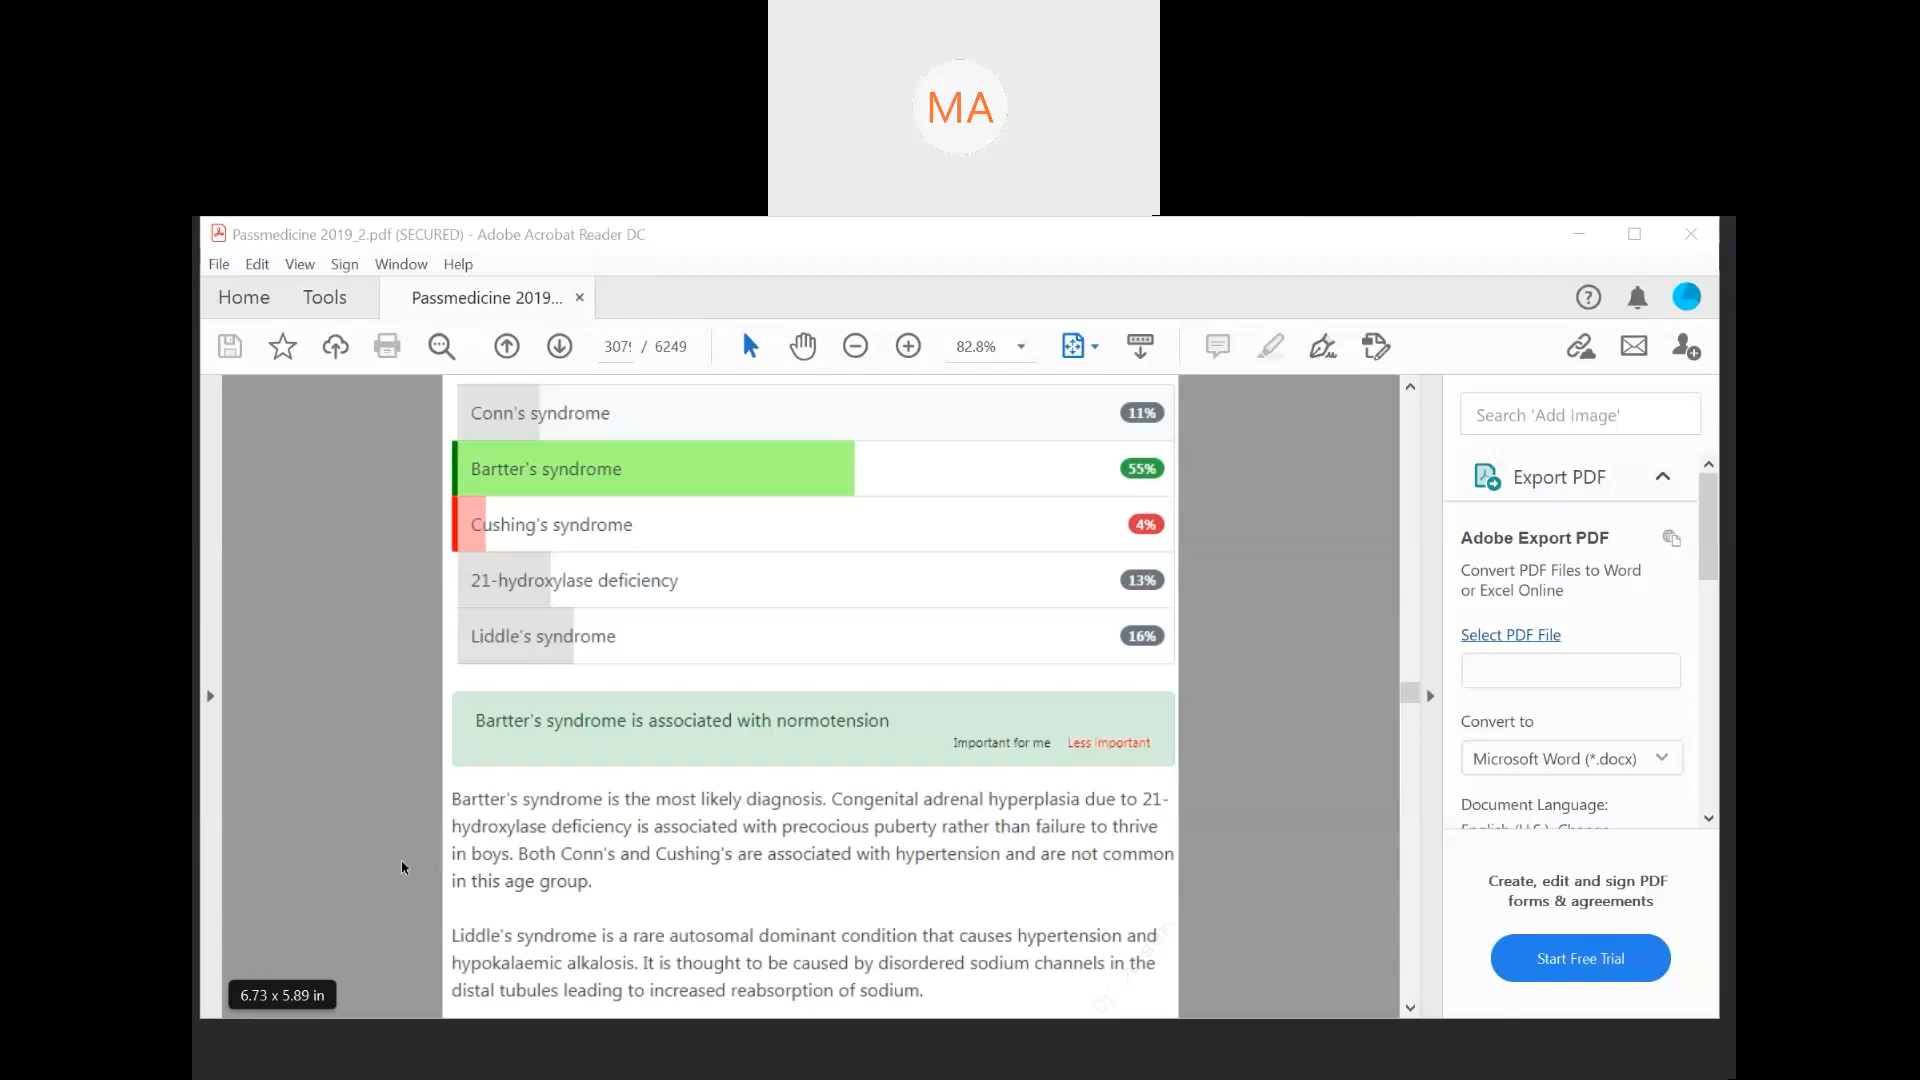 MA
Passmedicine 2019_2.pdf (SECURED) - Adobe Acrobat Reader DC
File Edit View Sign Window Help
Home Tools Passmedicine 2019... ×
307 / 6249 82.8%
Conn's syndrome 11%
Bartter's syndrome 55%
Cushing's syndrome 4%
21-hydroxylase deficiency 13%
Liddle's syndrome 16%
Bartter's syndrome is associated with normotension
Important for me Less important
Bartter's syndrome is the most likely diagnosis. Congenital adrenal hyperplasia due to 21-
hydroxylase deficiency is associated with precocious puberty rather than failure to thrive
in boys. Both Conn's and Cushing's are associated with hypertension and are not common
in this age group.
Liddle's syndrome is a rare autosomal dominant condition that causes hypertension and
hypokalaemic alkalosis. It is thought to be caused by disordered sodium channels in the
distal tubules leading to increased reabsorption of sodium.
6.73 x 5.89 in
Search 'Add Image'
Export PDF
Adobe Export PDF
Convert PDF Files to Word
or Excel Online
Select PDF File
Convert to
Microsoft Word (*.docx)
Document Language:
English (U.S.) Change
Create, edit and sign PDF
forms & agreements
Start Free Trial